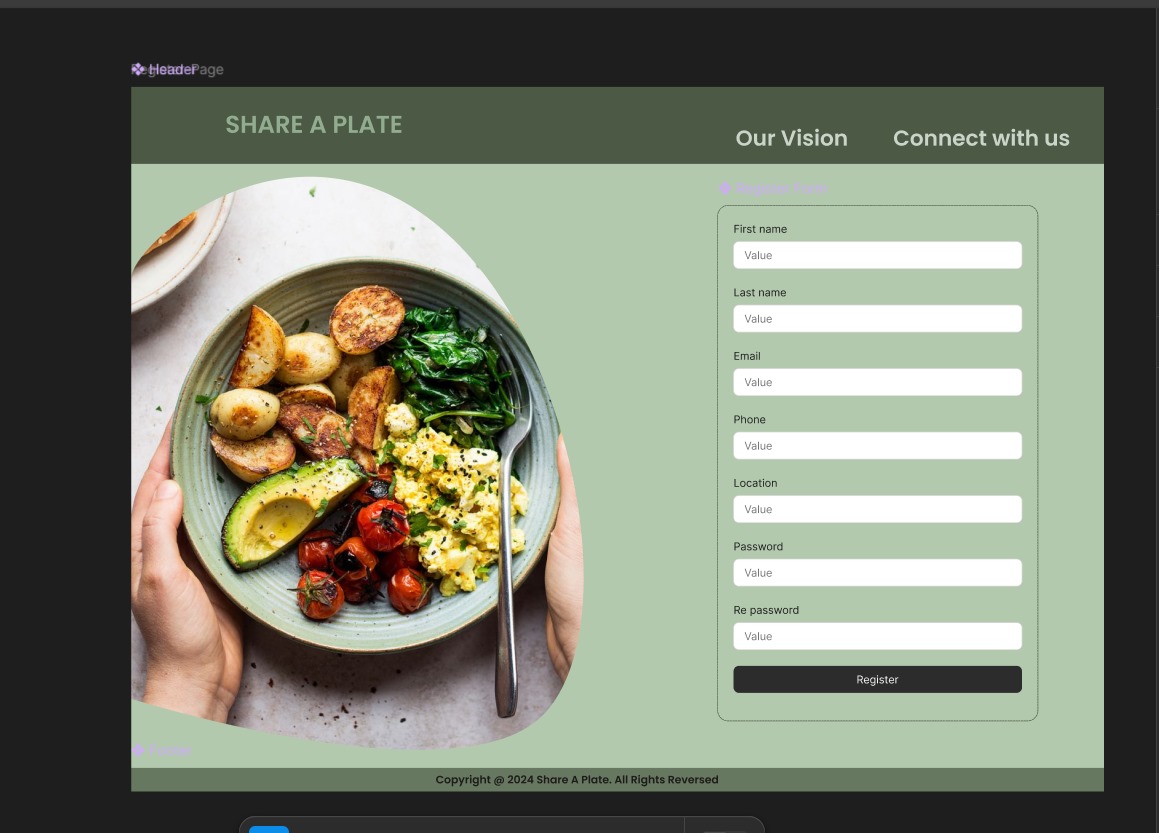 Header Page
SHARE A PLATE
Our Vision
Connect with us
Register Form
First name
Value
Last name
Value
Email
Value
Phone
Value
Location
Value
Password
Value
Re password
Value
Register
Footer
Copyright @ 2024 Share A Plate. All Rights Reversed